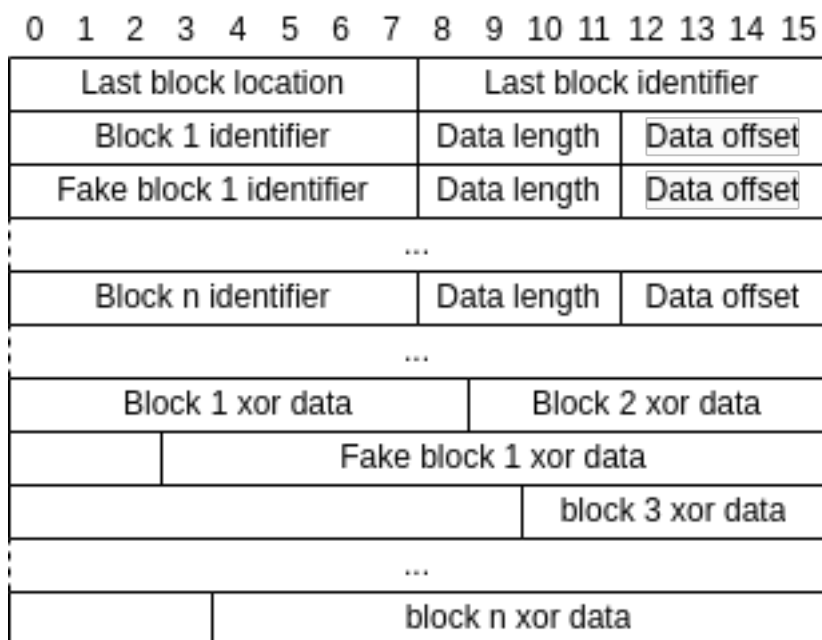 0 1 2 3 4 5 6 7 8 9 10 11 12 13 14 15
Last block location Last block identifier
Block 1 identifier Data length Data offset
Fake block 1 identifier Data length Data offset
...
Block n identifier Data length Data offset
...
Block 1 xor data Block 2 xor data
Fake block 1 xor data
block 3 xor data
...
block n xor data